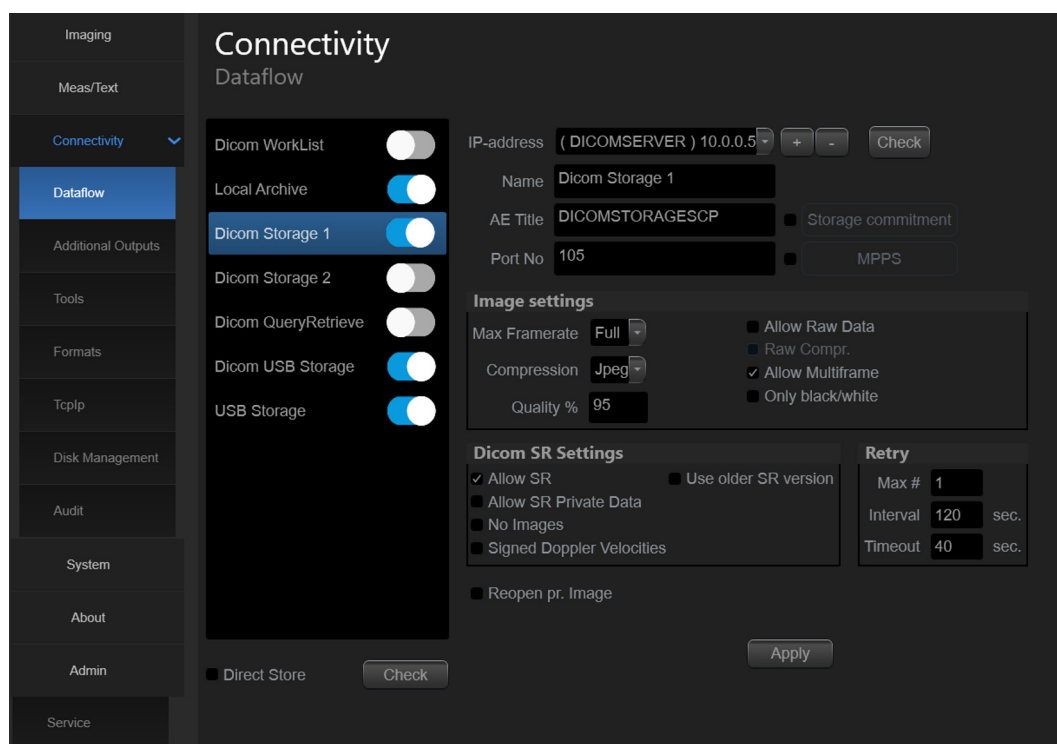 Imaging
Meas/Text
Connectivity
Dataflow
Additional Outputs
Tools
Formats
TcpIp
Disk Management
Audit
System
About
Admin
Service
Connectivity
Dataflow
Dicom WorkList
Local Archive
Dicom Storage 1
Dicom Storage 2
Dicom QueryRetrieve
Dicom USB Storage
USB Storage
Direct Store
Check
IP-address ( DICOMSERVER ) 10.0.0.5 + - Check
Name Dicom Storage 1
AE Title DICOMSTORAGESCP Storage commitment
Port No 105 MPPS
Image settings
Max Framerate Full
Compression Jpeg
Quality % 95
Allow Raw Data
Raw Compr.
Allow Multiframe
Only black/white
Dicom SR Settings
Allow SR Use older SR version
Allow SR Private Data
No Images
Signed Doppler Velocities
Retry
Max # 1
Interval 120 sec.
Timeout 40 sec.
Reopen pr. Image
Apply